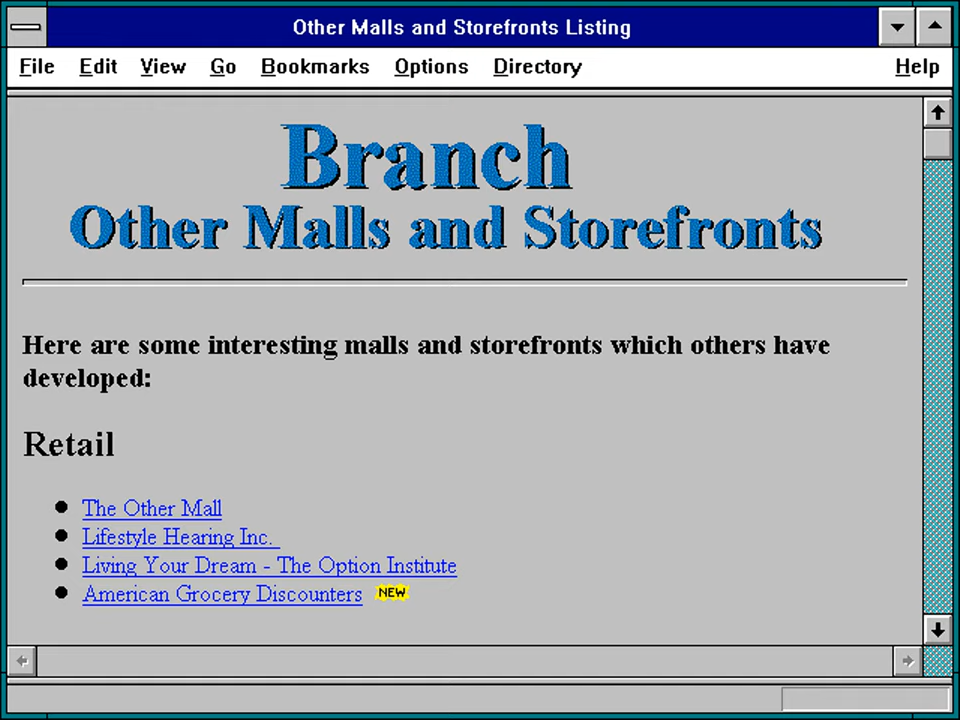 Other Malls and Storefronts Listing
File Edit View Go Bookmarks Options Directory Help
Branch
Other Malls and Storefronts
Here are some interesting malls and storefronts which others have
developed:
Retail
The Other Mall
Lifestyle Hearing Inc.
Living Your Dream - The Option Institute
American Grocery Discounters NEW